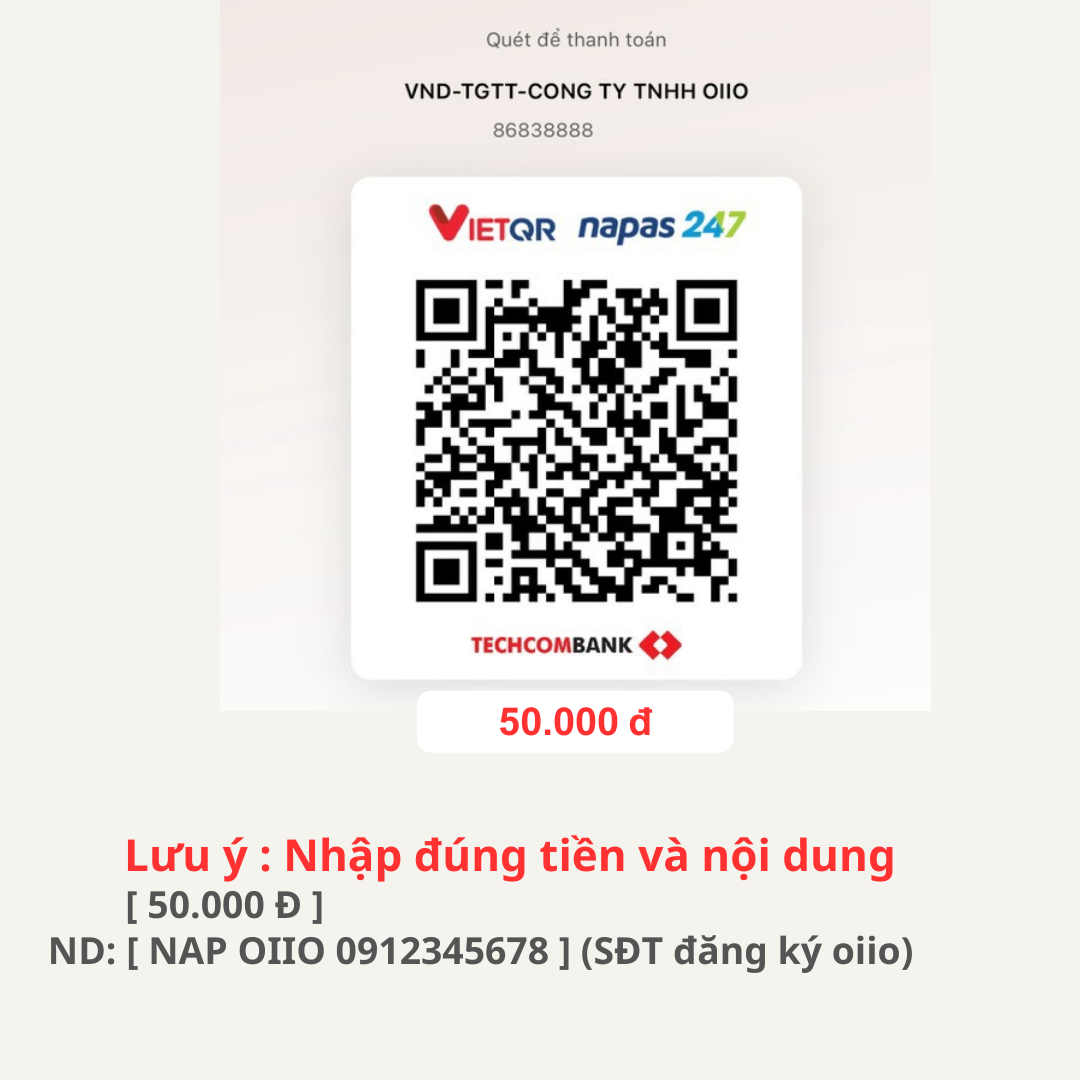 Quét để thanh toán
VND-TGTT-CONG TY TNHH OIIO
86838888
VIETQR napas 247
TECHCOMBANK
50.000 đ
Lưu ý : Nhập đúng tiền và nội dung
[ 50.000 Đ ]
ND: [ NAP OIIO 0912345678 ] (SĐT đăng ký oiio)